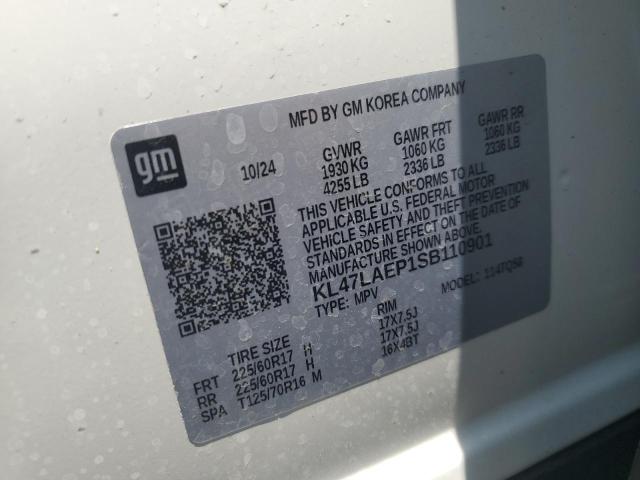 MFD BY GM KOREA COMPANY
gm
10/24
GVWR GAWR FRT GAWR RR
1930 KG 1060 KG 1060 KG
4255 LB 2336 LB 2336 LB
THIS VEHICLE CONFORMS TO ALL
APPLICABLE U.S. FEDERAL MOTOR
VEHICLE SAFETY AND THEFT PREVENTION
STANDARDS IN EFFECT ON THE DATE OF
MANUFACTURE SHOWN ABOVE.
KL47LAEP1SB110901
TYPE: MPV MODEL: 114TQ58
TIRE SIZE RIM
FRT 225/60R17 H 17X7.5J
RR 225/60R17 H 17X7.5J
SPA T125/70R16 M 16X4BT